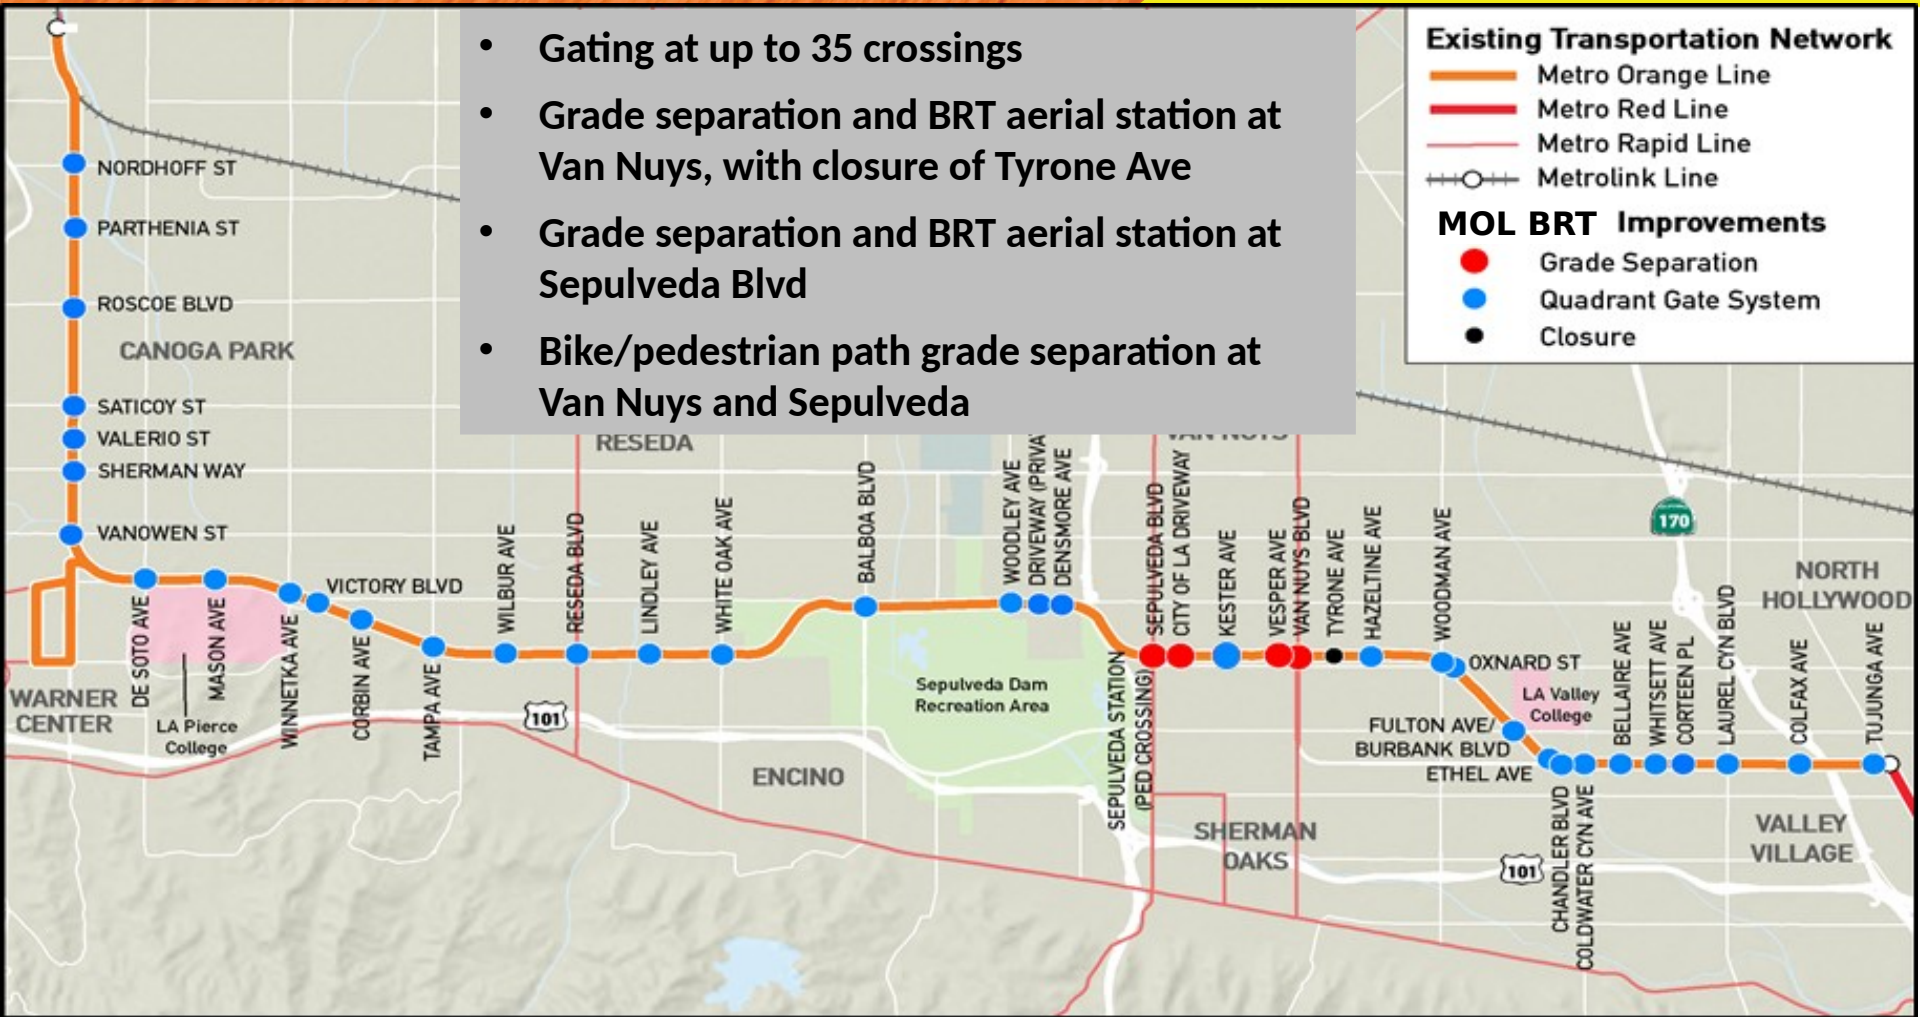 • Gating at up to 35 crossings
• Grade separation and BRT aerial station at
Van Nuys, with closure of Tyrone Ave
• Grade separation and BRT aerial station at
Sepulveda Blvd
• Bike/pedestrian path grade separation at
Van Nuys and Sepulveda
Existing Transportation Network
Metro Orange Line
Metro Red Line
Metro Rapid Line
Metrolink Line
MOL BRT Improvements
Grade Separation
Quadrant Gate System
Closure
NORDHOFF ST
PARTHENIA ST
ROSCOE BLVD
CANOGA PARK
SATICOY ST
VALERIO ST
SHERMAN WAY
VANOWEN ST
WARNER
CENTER
DE SOTO AVE
LA Pierce
College
MASON AVE
WINNETKA AVE
VICTORY BLVD
CORBIN AVE
TAMPA AVE
WILBUR AVE
RESEDA BLVD
RESEDA
LINDLEY AVE
WHITE OAK AVE
101
ENCINO
BALBOA BLVD
Sepulveda Dam
Recreation Area
WOODLEY AVE
DRIVEWAY
DENSMORE AVE
SEPULVEDA STATION
(PED CROSSING)
SEPULVEDA BLVD
CITY OF LA DRIVEWAY
VAN NUYS
KESTER AVE
VESPER AVE
VAN NUYS BLVD
TYRONE AVE
HAZELTINE AVE
WOODMAN AVE
OXNARD ST
SHERMAN
OAKS
LA Valley
College
FULTON AVE/
BURBANK BLVD
ETHEL AVE
CHANDLER BLVD
COLDWATER CYN AVE
101
BELLAIRE AVE
WHITSETT AVE
CORTEEN PL
LAUREL CYN BLVD
COLFAX AVE
TUJUNGA AVE
170
NORTH
HOLLYWOOD
VALLEY
VILLAGE